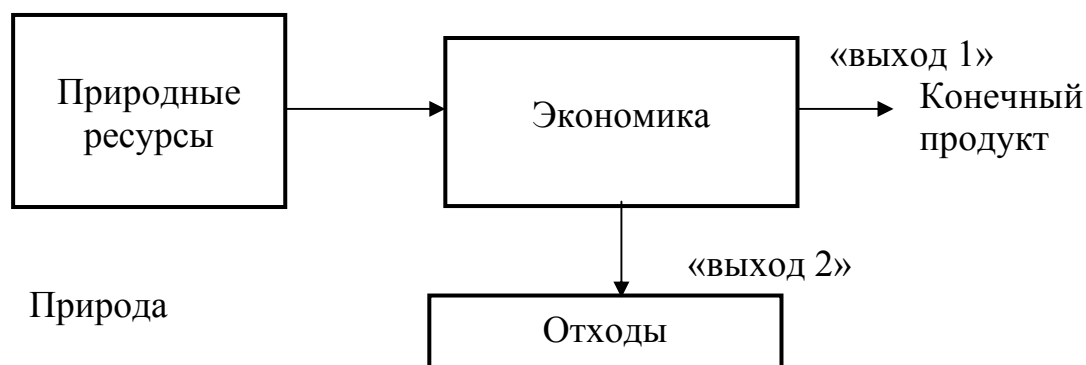 Природные
ресурсы
Экономика
«выход 1»
Конечный
продукт
«выход 2»
Природа
Отходы